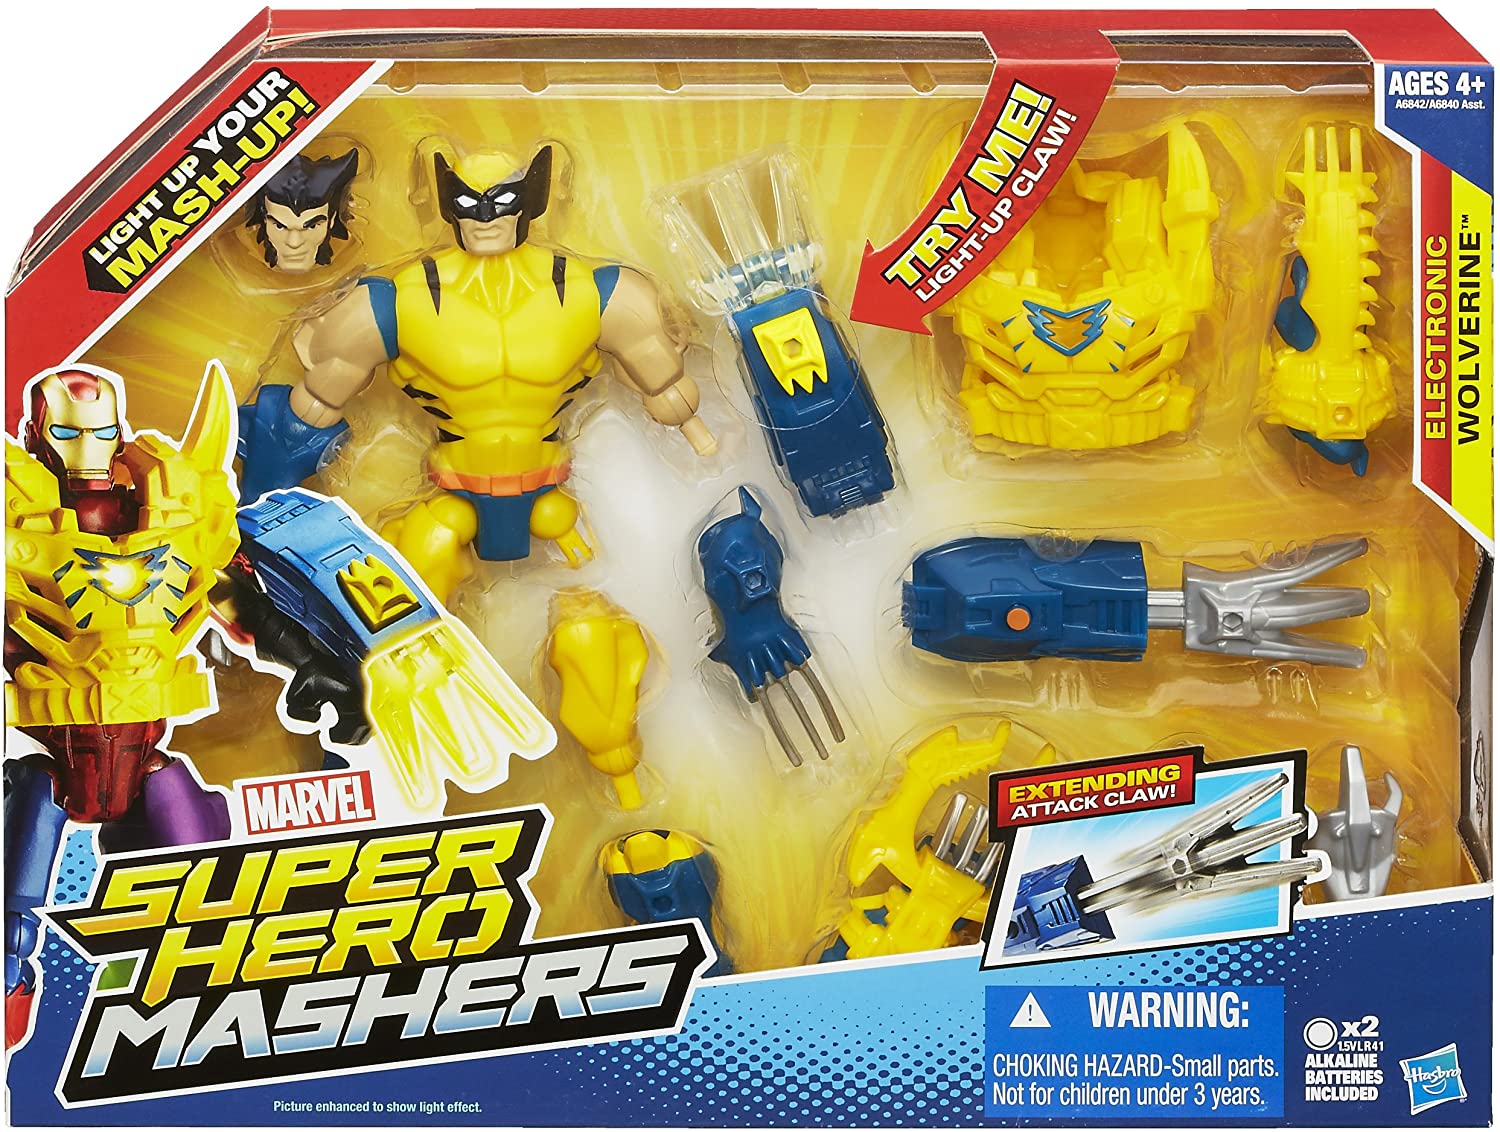 LIGHT UP YOUR
MASH-UP!
TRY ME!
LIGHT-UP CLAW!
AGES 4+
A6842/A6840 Asst.
ELECTRONIC
WOLVERINE™
EXTENDING
ATTACK CLAW!
MARVEL
SUPER
HERO
MASHERS
Picture enhanced to show light effect.
WARNING:
CHOKING HAZARD-Small parts.
Not for children under 3 years.
x2
1.5V LR41
ALKALINE
BATTERIES
INCLUDED
Hasbro